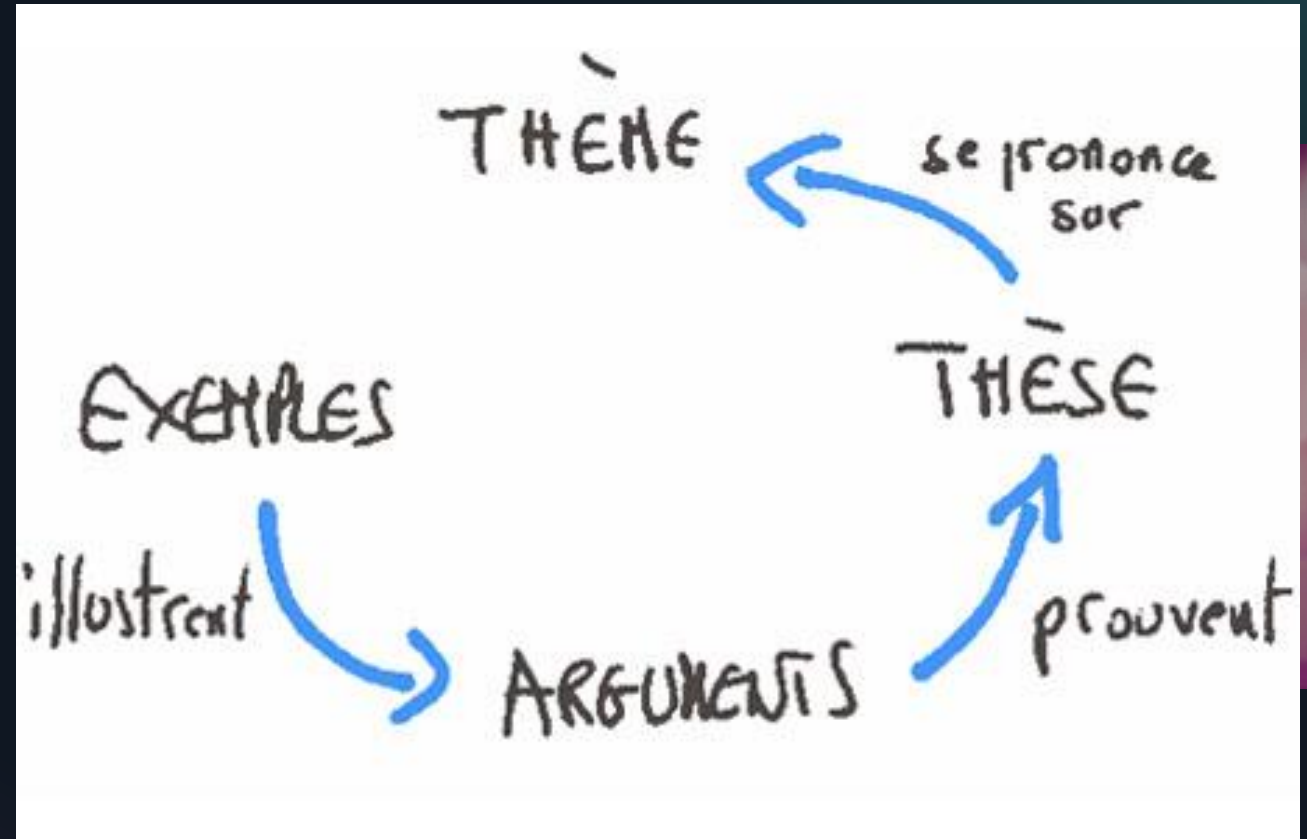 THÈME
se prononce
sur
THÈSE
EXEMPLES
illustrent
prouvent
ARGUMENTS